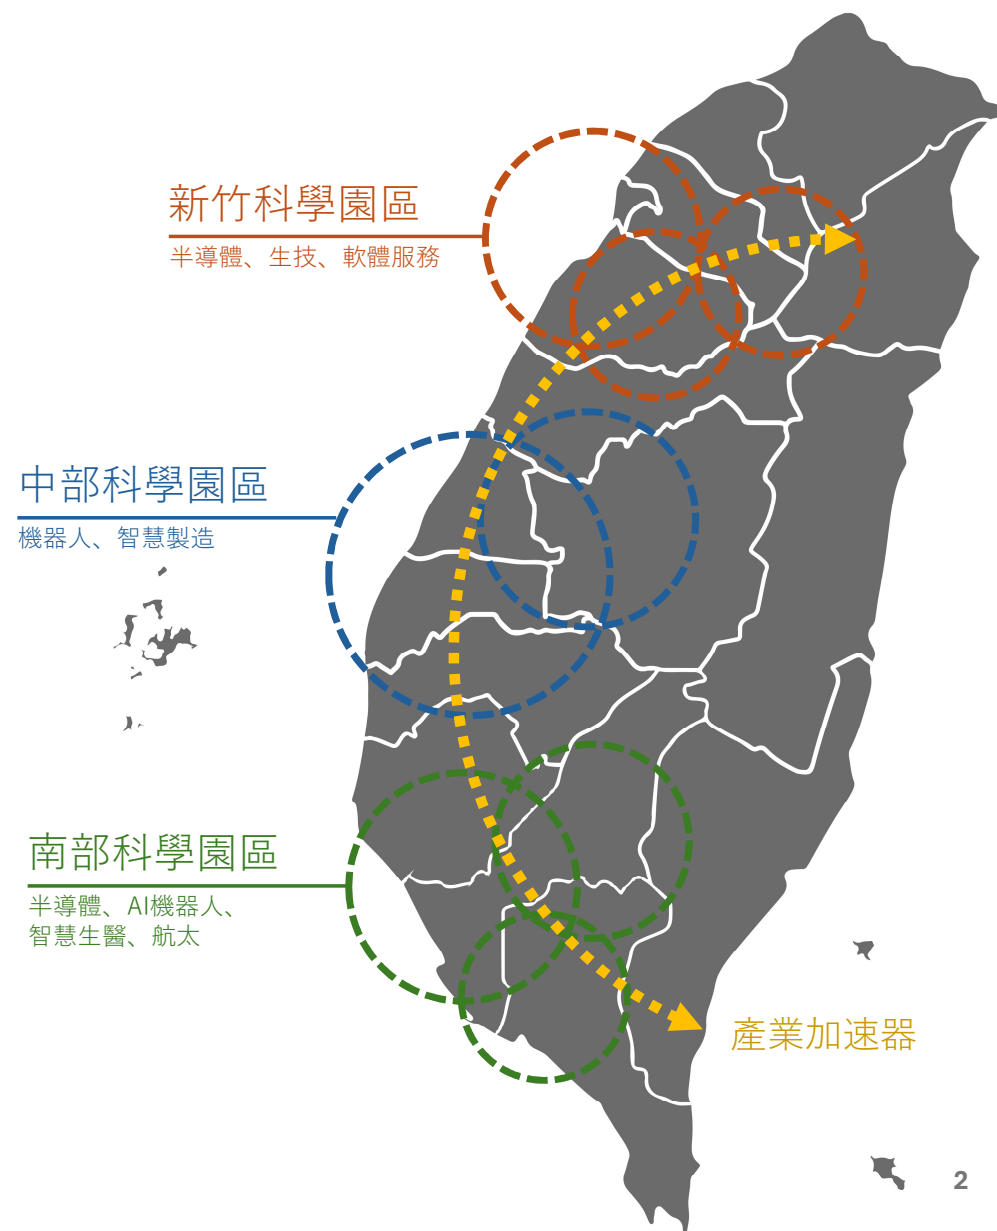 新竹科學園區
半導體、生技、軟體服務
中部科學園區
機器人、智慧製造
南部科學園區
半導體、AI機器人、
智慧生醫、航太
產業加速器
2